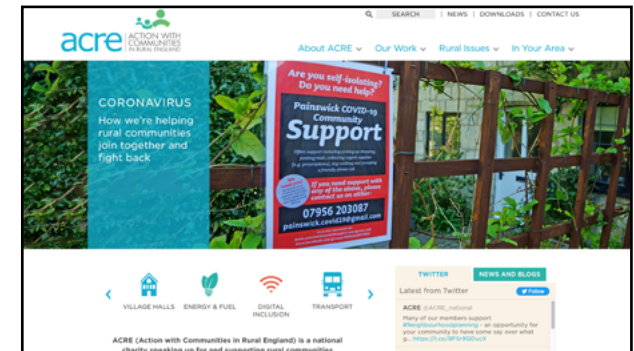 SEARCH | NEWS | DOWNLOADS | CONTACT US
acre ACTION WITH
COMMUNITIES
IN RURAL ENGLAND
About ACRE Our Work Rural Issues In Your Area
CORONAVIRUS
How we're helping
rural communities
join together and
fight back
Are you self-isolating?
Do you need help?
Painswick COVID-19
Community
Support
If you need support with
any of the above, please
contact us on either:
07956 203087
painswick.covid19@gmail.com
VILLAGE HALLS
ENERGY & FUEL
DIGITAL
INCLUSION
TRANSPORT
ACRE (Action with Communities in Rural England) is a national
charity speaking up for and supporting rural communities
TWITTER
NEWS AND BLOGS
Latest from Twitter
Follow
ACRE @ACRE_national
Many of our members support
#Neighbourhoodplanning - an opportunity for
your community to have some say over what